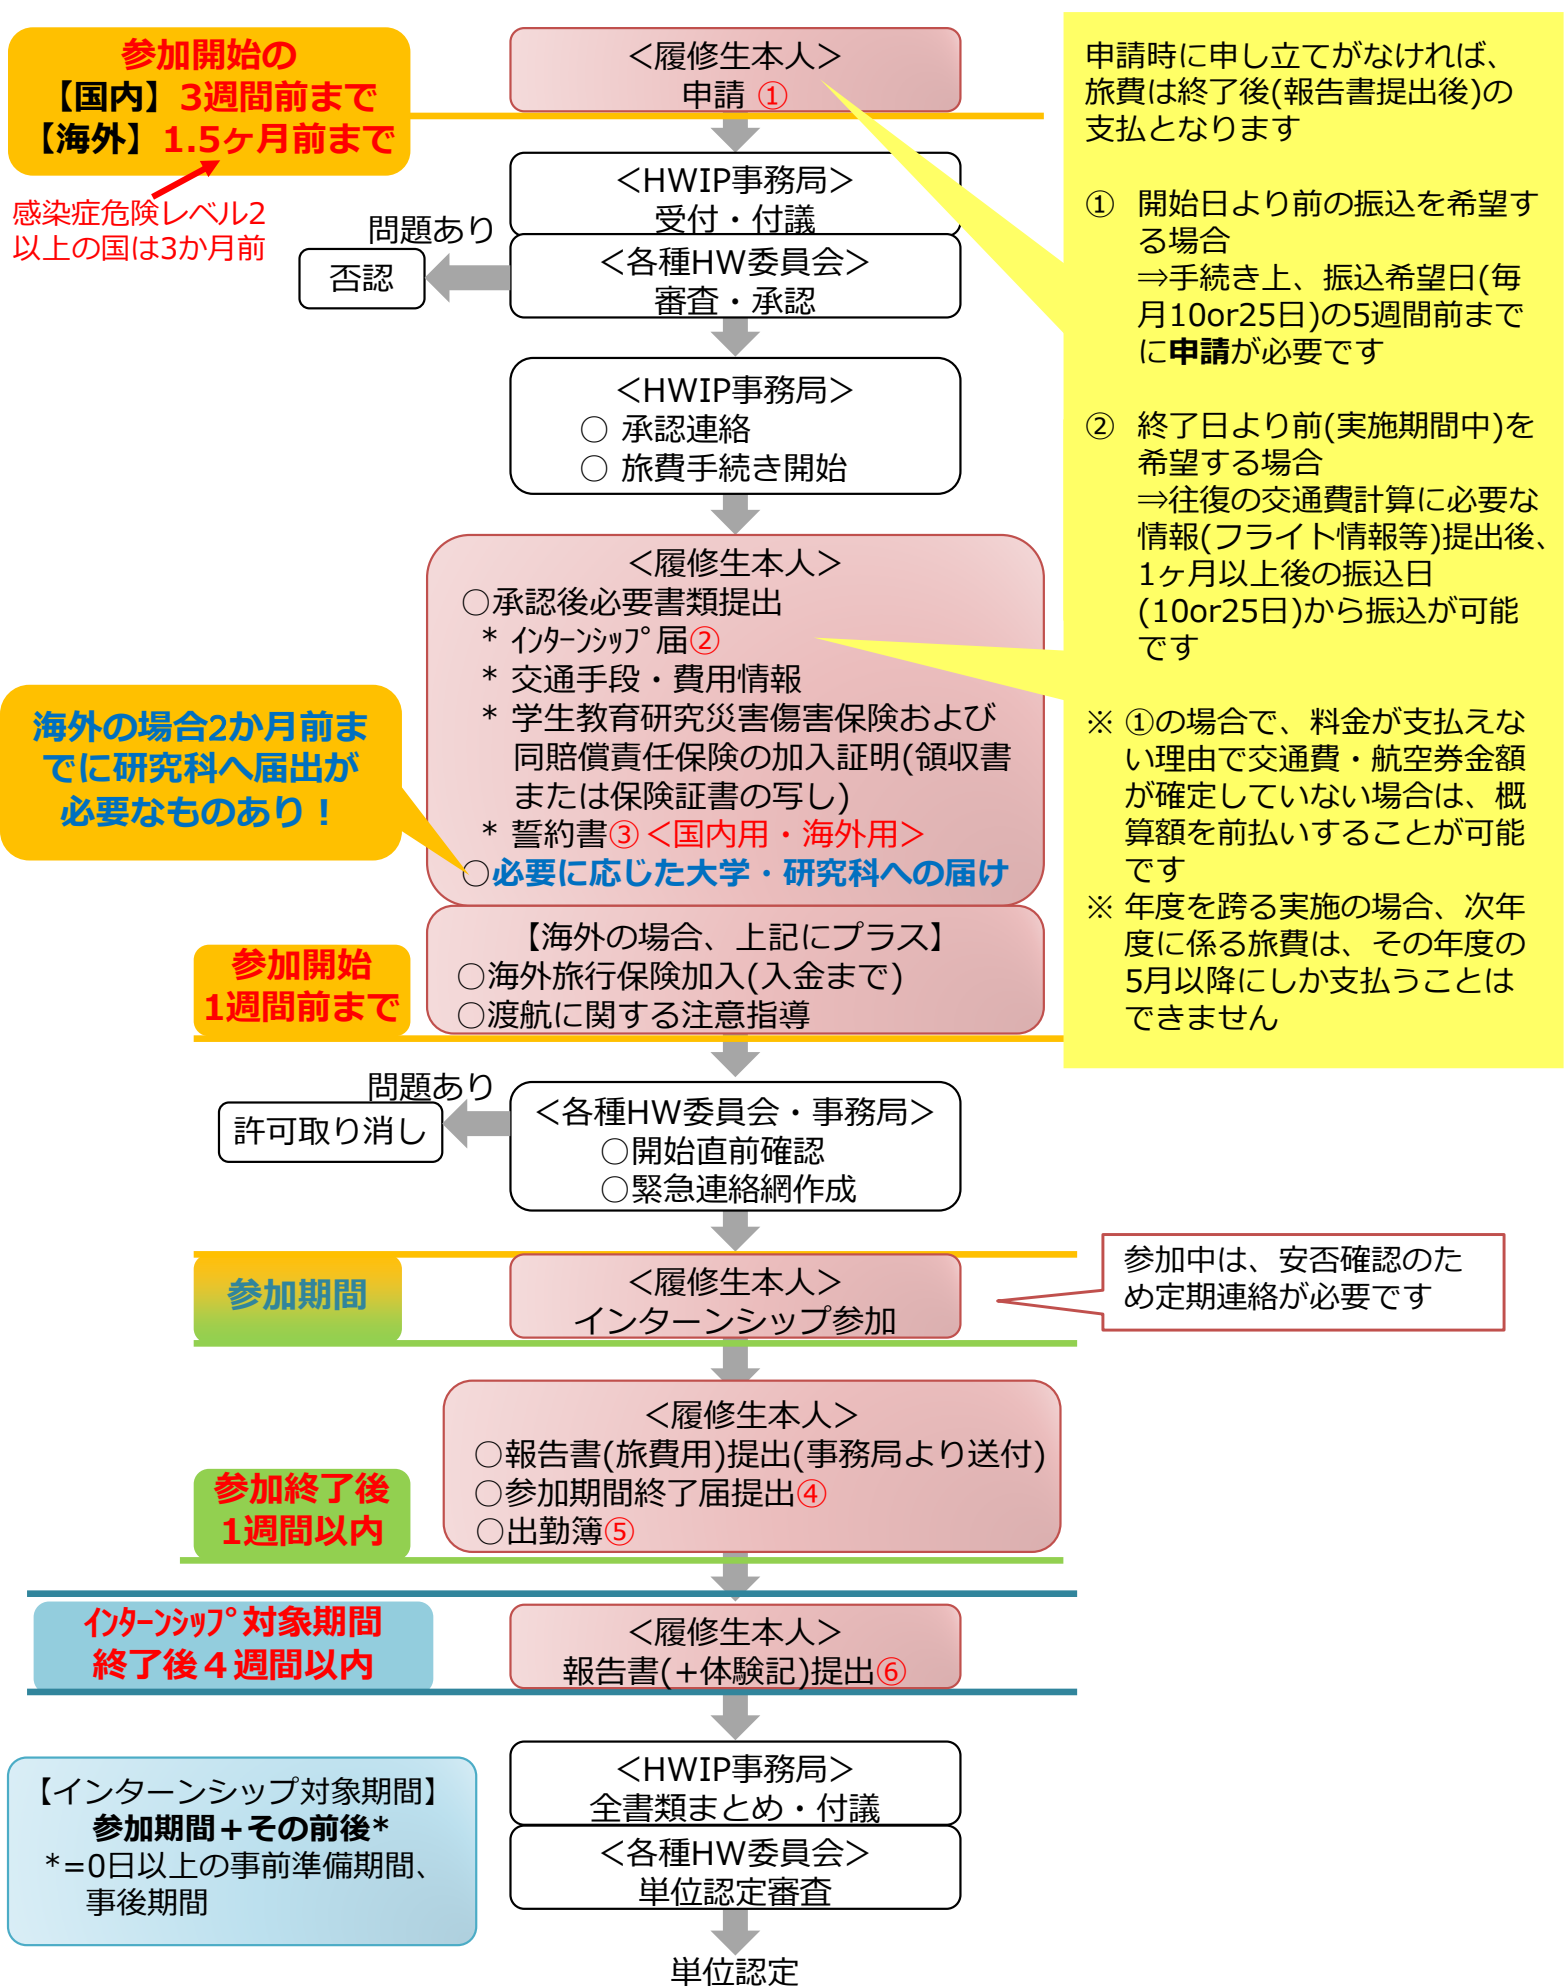 参加開始の
【国内】3週間前まで
【海外】1.5ヶ月前まで
感染症危険レベル2
以上の国は3か月前
＜履修生本人＞
申請 ①
＜HWIP事務局＞
受付・付議
問題あり
否認
＜各種HW委員会＞
審査・承認
＜HWIP事務局＞
○ 承認連絡
○ 旅費手続き開始
申請時に申し立てがなければ、
旅費は終了後(報告書提出後)の
支払となります
① 開始日より前の振込を希望す
る場合
⇒手続き上、振込希望日(毎
月10or25日)の5週間前まで
に申請が必要です
② 終了日より前(実施期間中)を
希望する場合
⇒往復の交通費計算に必要な
情報(フライト情報等)提出後、
1ヶ月以上後の振込日
(10or25日)から振込が可能
です
※ ①の場合で、料金が支払えな
い理由で交通費・航空券金額
が確定していない場合は、概
算額を前払いすることが可能
です
※ 年度を跨る実施の場合、次年
度に係る旅費は、その年度の
5月以降にしか支払うことは
できません
＜履修生本人＞
○承認後必要書類提出
* ｲﾝﾀｰﾝｼｯﾌﾟ届②
* 交通手段・費用情報
* 学生教育研究災害傷害保険および
同賠償責任保険の加入証明(領収書
または保険証書の写し)
* 誓約書③＜国内用・海外用＞
○必要に応じた大学・研究科への届け
海外の場合2か月前ま
でに研究科へ届出が
必要なものあり！
【海外の場合、上記にプラス】
○海外旅行保険加入(入金まで)
○渡航に関する注意指導
参加開始
1週間前まで
問題あり
許可取り消し
＜各種HW委員会・事務局＞
○開始直前確認
○緊急連絡網作成
参加期間
＜履修生本人＞
インターンシップ参加
参加中は、安否確認のた
め定期連絡が必要です
＜履修生本人＞
○報告書(旅費用)提出(事務局より送付)
○参加期間終了届提出④
○出勤簿⑤
参加終了後
1週間以内
ｲﾝﾀｰﾝｼｯﾌﾟ対象期間
終了後４週間以内
＜履修生本人＞
報告書(+体験記)提出⑥
＜HWIP事務局＞
全書類まとめ・付議
＜各種HW委員会＞
単位認定審査
単位認定
【インターンシップ対象期間】
参加期間＋その前後*
*=0日以上の事前準備期間、
事後期間